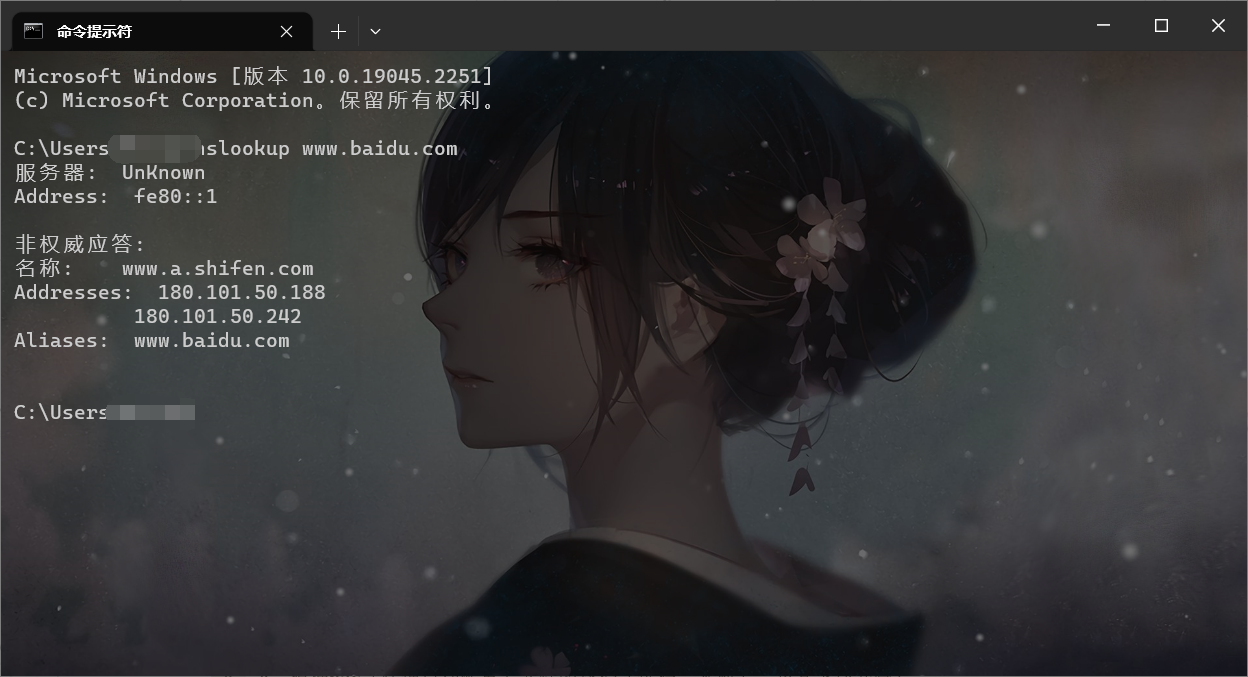 命令提示符
Microsoft Windows [版本 10.0.19045.2251]
(c) Microsoft Corporation。保留所有权利。
C:\Users nslookup www.baidu.com
服务器:  UnKnown
Address:  fe80::1
非权威应答:
名称:    www.a.shifen.com
Addresses:  180.101.50.188
180.101.50.242
Aliases:  www.baidu.com
C:\Users